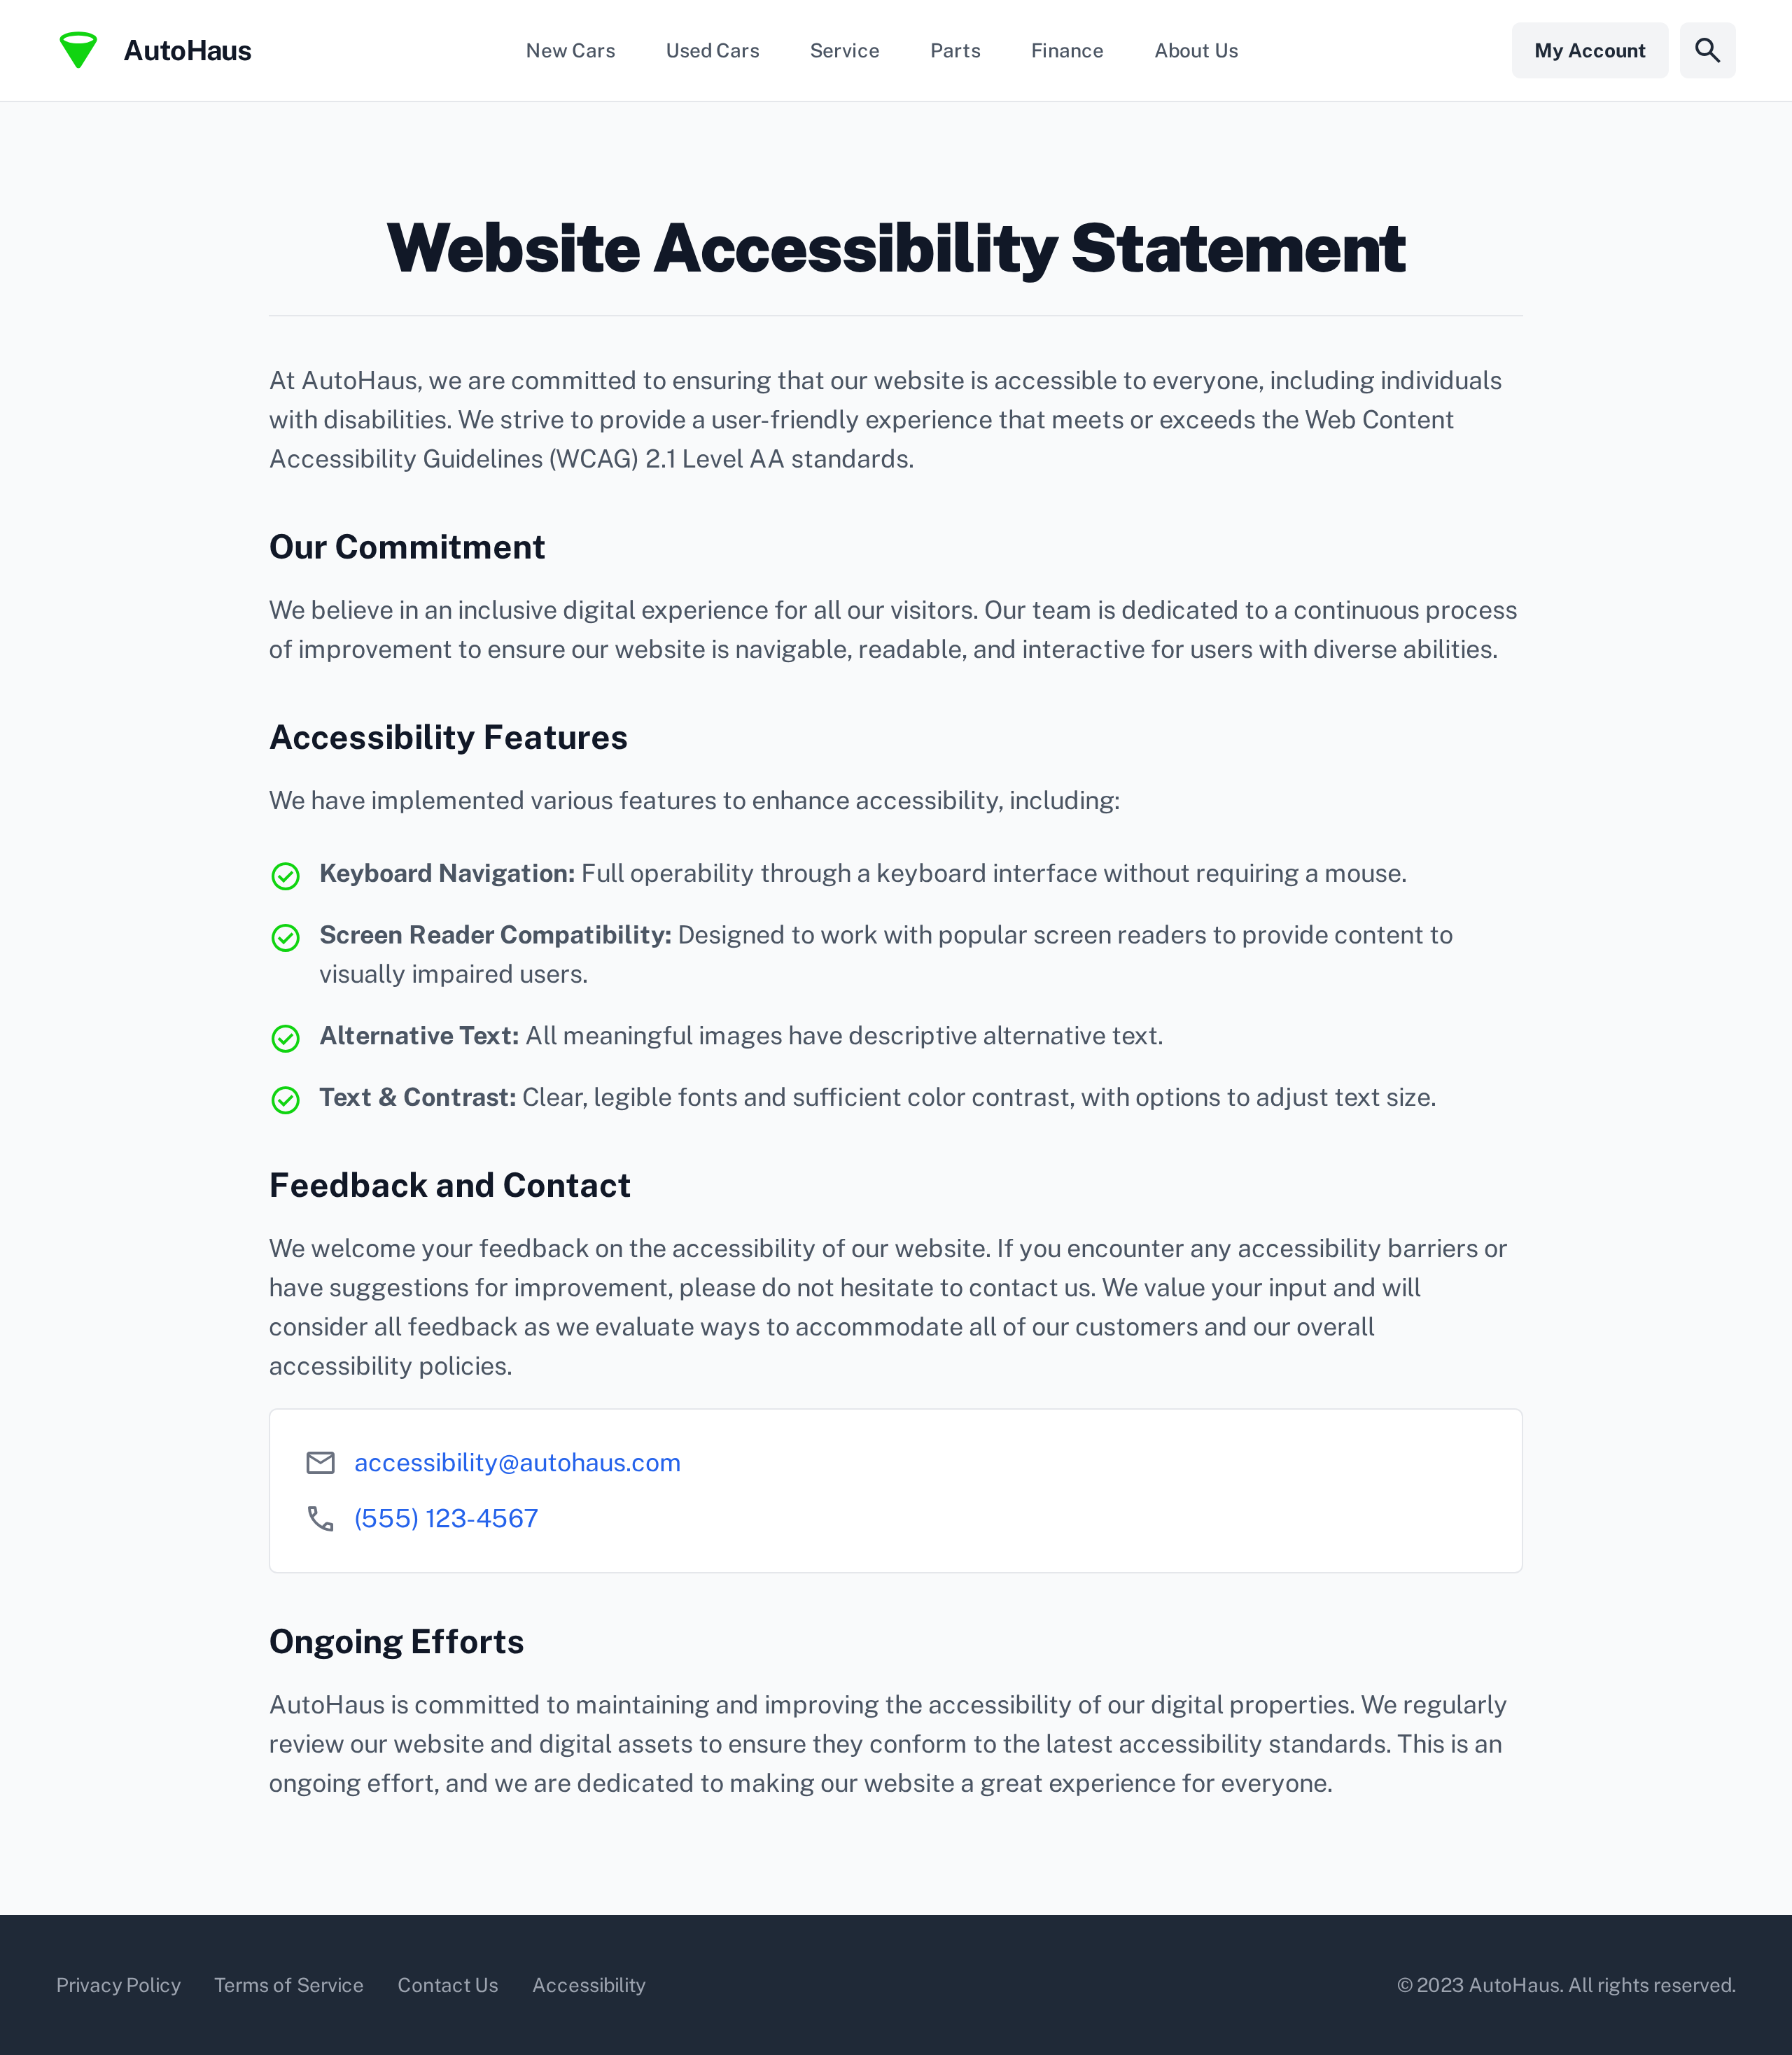 AutoHaus
New Cars
Used Cars
Service
Parts
Finance
About Us
My Account
Website Accessibility Statement
At AutoHaus, we are committed to ensuring that our website is accessible to everyone, including individuals
with disabilities. We strive to provide a user-friendly experience that meets or exceeds the Web Content
Accessibility Guidelines (WCAG) 2.1 Level AA standards.
Our Commitment
We believe in an inclusive digital experience for all our visitors. Our team is dedicated to a continuous process
of improvement to ensure our website is navigable, readable, and interactive for users with diverse abilities.
Accessibility Features
We have implemented various features to enhance accessibility, including:
Keyboard Navigation: Full operability through a keyboard interface without requiring a mouse.
Screen Reader Compatibility: Designed to work with popular screen readers to provide content to
visually impaired users.
Alternative Text: All meaningful images have descriptive alternative text.
Text & Contrast: Clear, legible fonts and sufficient color contrast, with options to adjust text size.
Feedback and Contact
We welcome your feedback on the accessibility of our website. If you encounter any accessibility barriers or
have suggestions for improvement, please do not hesitate to contact us. We value your input and will
consider all feedback as we evaluate ways to accommodate all of our customers and our overall
accessibility policies.
accessibility@autohaus.com
(555) 123-4567
Ongoing Efforts
AutoHaus is committed to maintaining and improving the accessibility of our digital properties. We regularly
review our website and digital assets to ensure they conform to the latest accessibility standards. This is an
ongoing effort, and we are dedicated to making our website a great experience for everyone.
Privacy Policy
Terms of Service
Contact Us
Accessibility
© 2023 AutoHaus. All rights reserved.